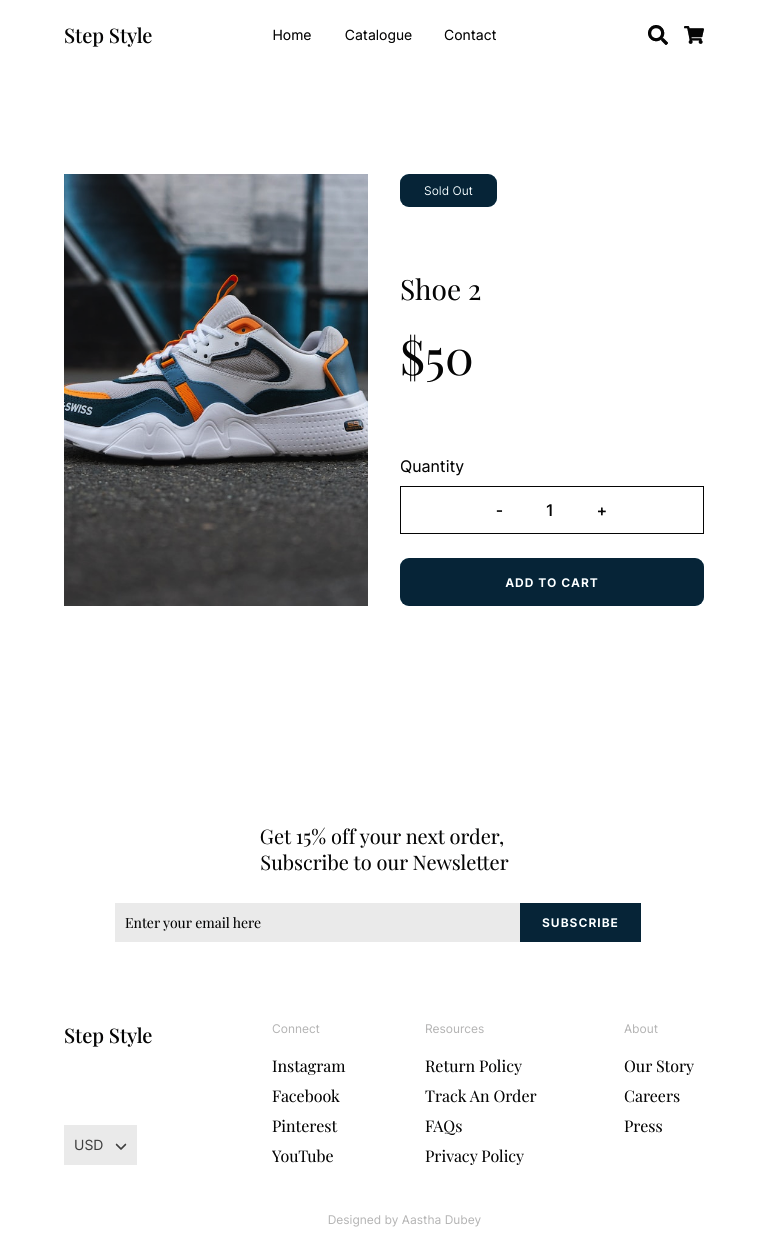 Step Style
Home Catalogue Contact
Sold Out
Shoe 2
$50
-SWISS
Quantity
- 1 +
ADD TO CART
Get 15% off your next order,
Subscribe to our Newsletter
Enter your email here SUBSCRIBE
Step Style
USD
Connect
Instagram
Facebook
Pinterest
YouTube
Resources
Return Policy
Track An Order
FAQs
Privacy Policy
About
Our Story
Careers
Press
Designed by Aastha Dubey